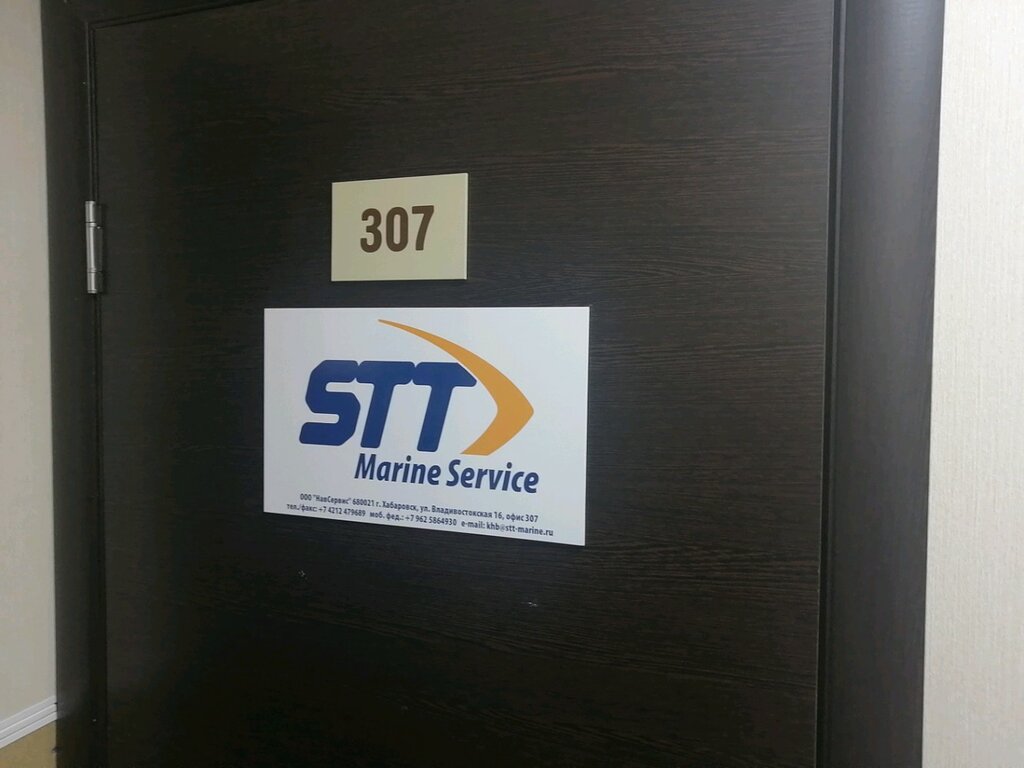 307
STT
Marine Service
ООО "НавСервис" 680021 г. Хабаровск, ул. Владивостокская 16, офис 307
тел./факс: +7 4212 479689 моб. фед.: +7 962 5864930 e-mail: khb@stt-marine.ru